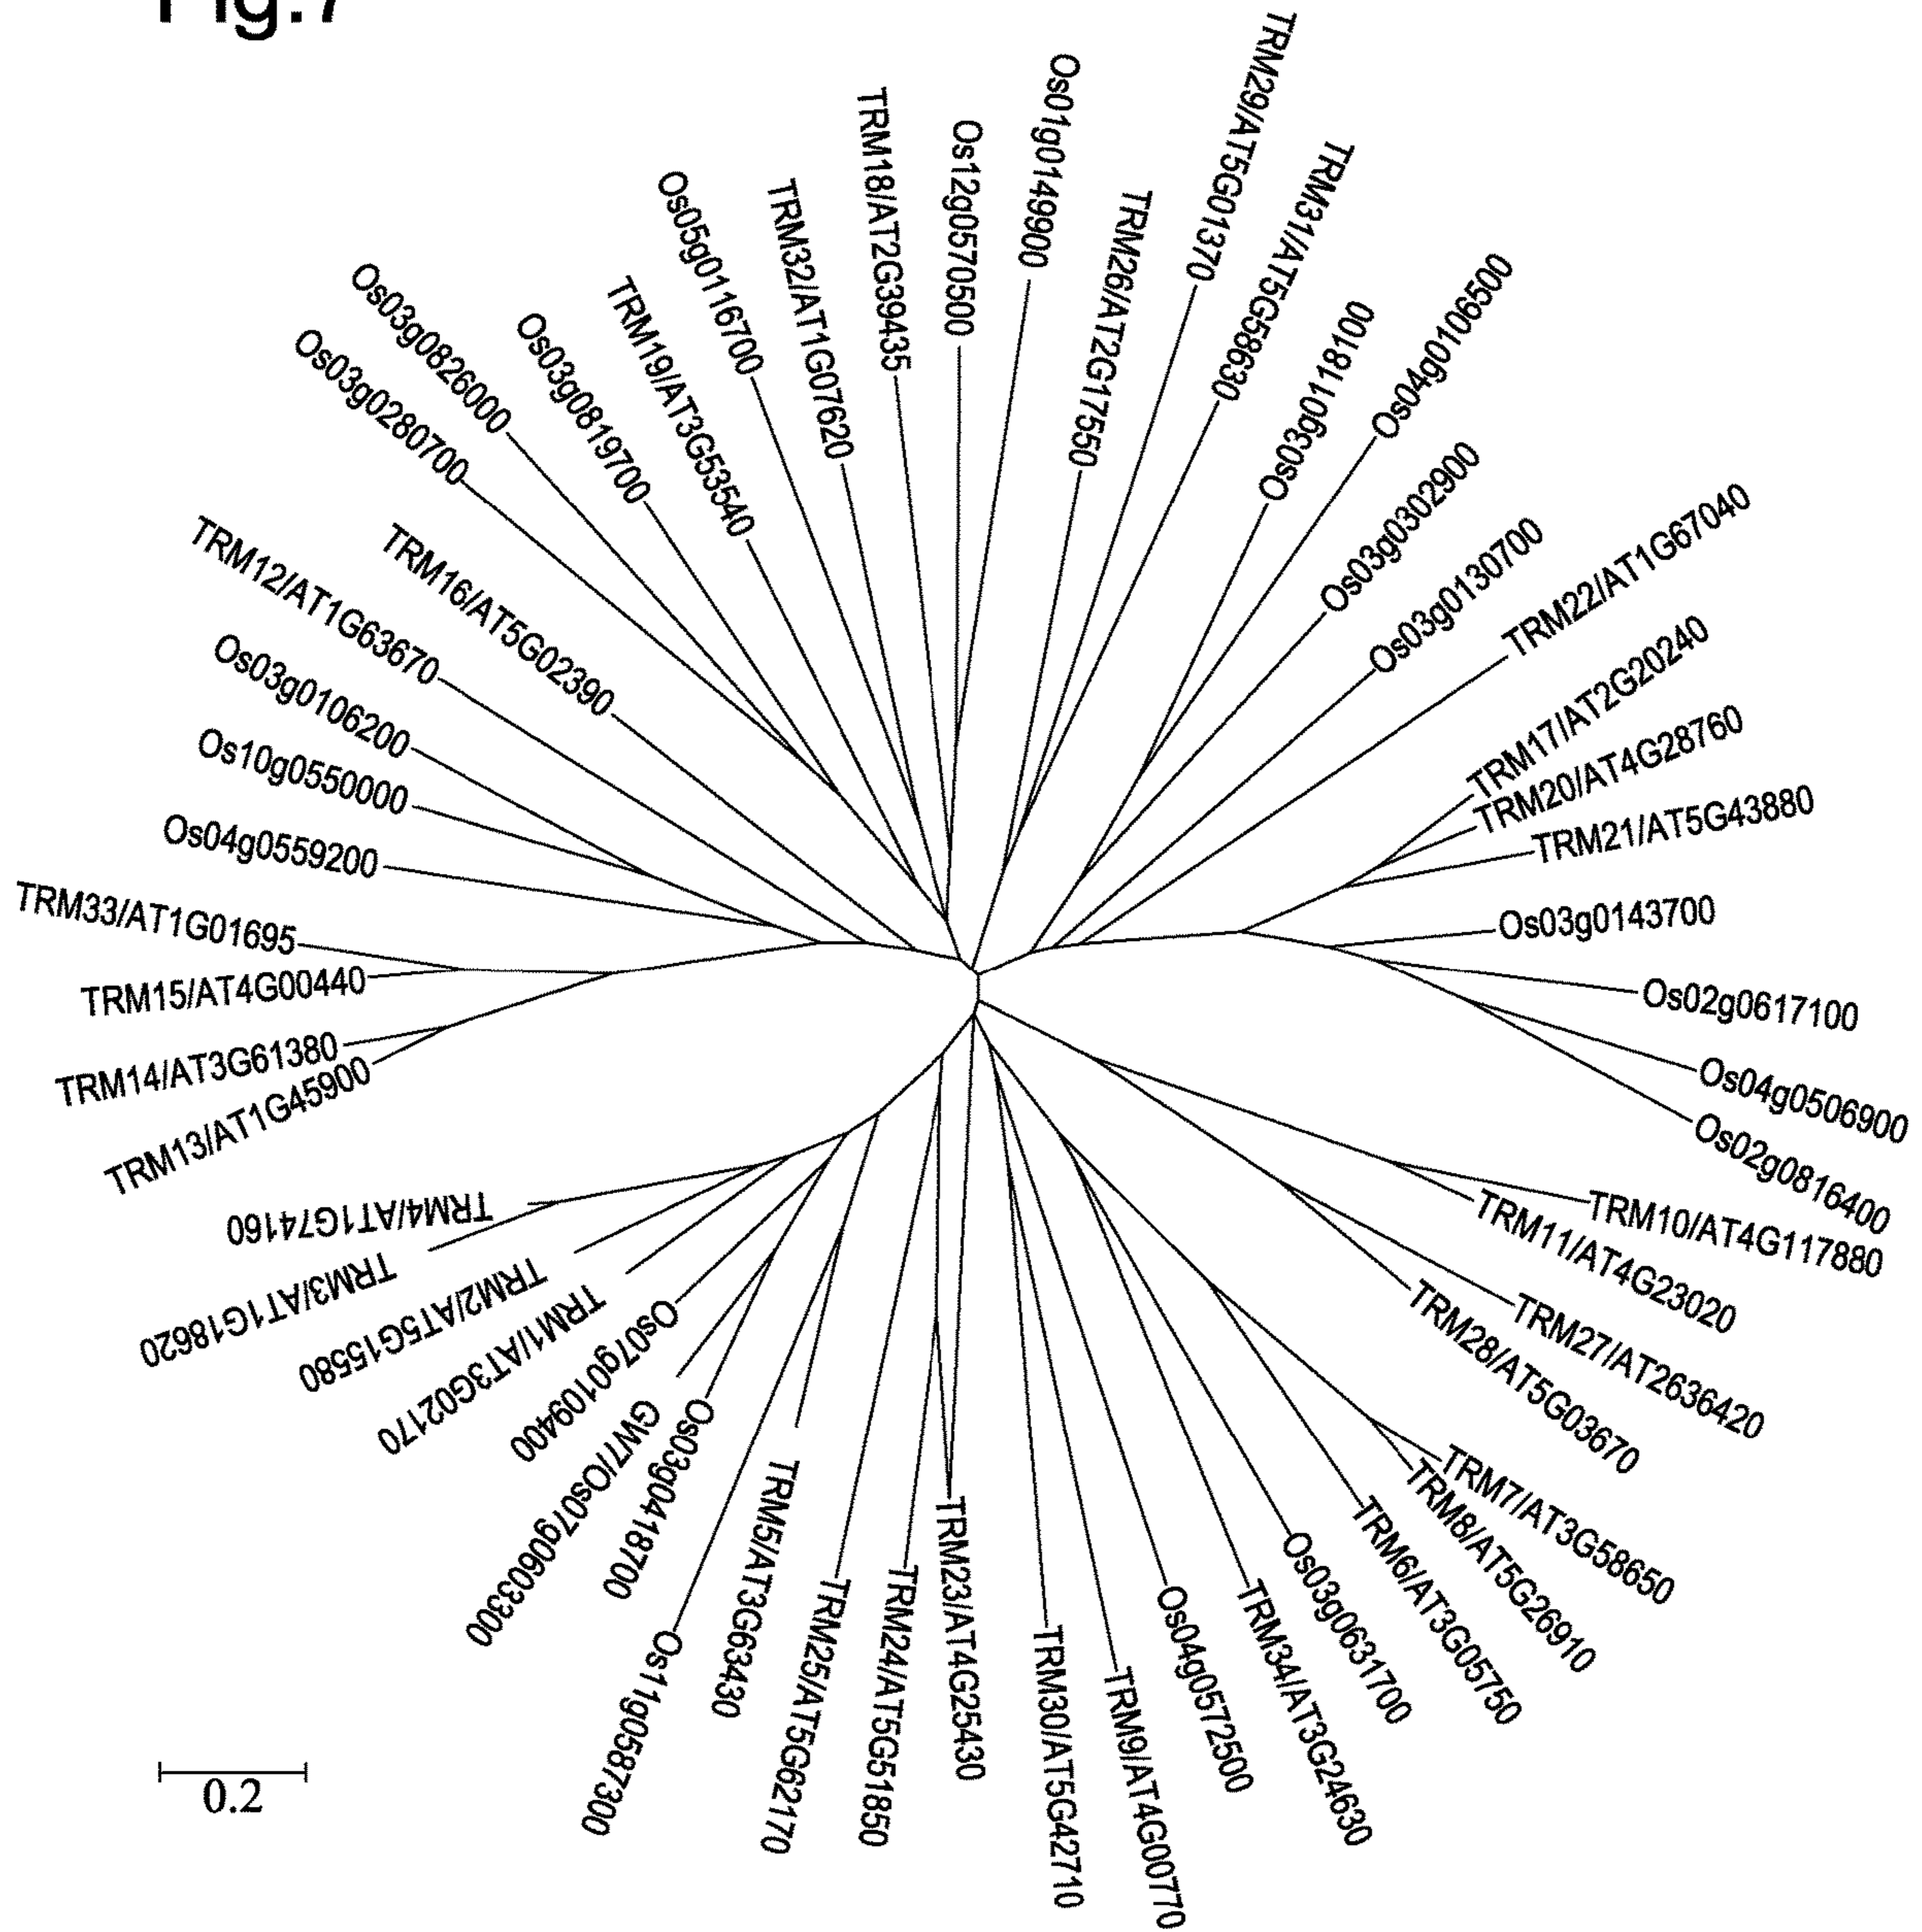 Fig.7
TRM29/AT5G01370
Os01g0149900
TRM18/AT2G39435
Os12g0570500
TRM31/AT5G58630
Os05g0116700
TRM32/AT1G07620
TRM26/AT2G17550
Os04g0106500
Os03g0826000
TRM19/AT3G53540
Os03g0118100
Os03g0819700
Os03g0280700
Os03g0302900
TRM22/AT1G67040
TRM12/AT1G63670
TRM16/AT5G02390
Os03g0130700
TRM17/AT2G20240
Os03g0106200
TRM20/AT4G28760
Os10g0550000
TRM21/AT5G43880
Os04g0559200
TRM33/AT1G01695
Os03g0143700
TRM15/AT4G00440
Os02g0617100
TRM14/AT3G61380
Os04g0506900
TRM13/AT1G45900
Os02g0816400
TRM4/AT1G74160
TRM10/AT4G117880
TRM11/AT4G23020
TRM3/AT1G18620
TRM2/AT5G15580
TRM27/AT2636420
TRM28/AT5G03670
TRM1/AT3G02170
Os07g0109400
GW7/Os07g0603300
Os03g0418700
TRM7/AT3G58650
TRM8/AT5G26910
TRM5/AT3G63430
TRM6/AT3G05750
TRM23/AT4G25430
Os03g0631700
TRM24/AT5G51850
TRM25/AT5G62170
Os11g0587300
TRM34/AT3G24630
Os04g0572500
TRM30/AT5G42710
TRM9/AT4G00770
0.2